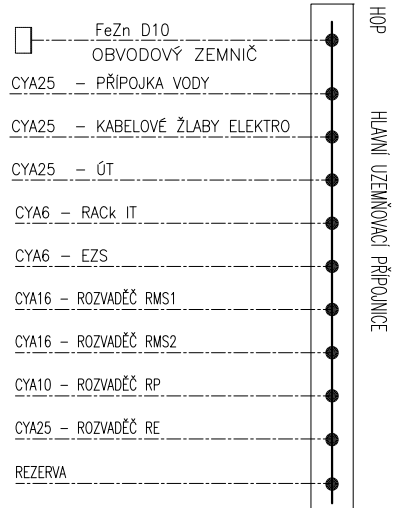 FeZn D10
OBVODOVÝ ZEMNIČ
CYA25 – PŘÍPOJKA VODY
CYA25 – KABELOVÉ ŽLABY ELEKTRO
CYA25 – ÚT
CYA6 – RACk IT
CYA6 – EZS
CYA16 – ROZVADĚČ RMS1
CYA16 – ROZVADĚČ RMS2
CYA10 – ROZVADĚČ RP
CYA25 – ROZVADĚČ RE
REZERVA
HOP HLAVNÍ UZEMŇOVACÍ PŘÍPOJNICE